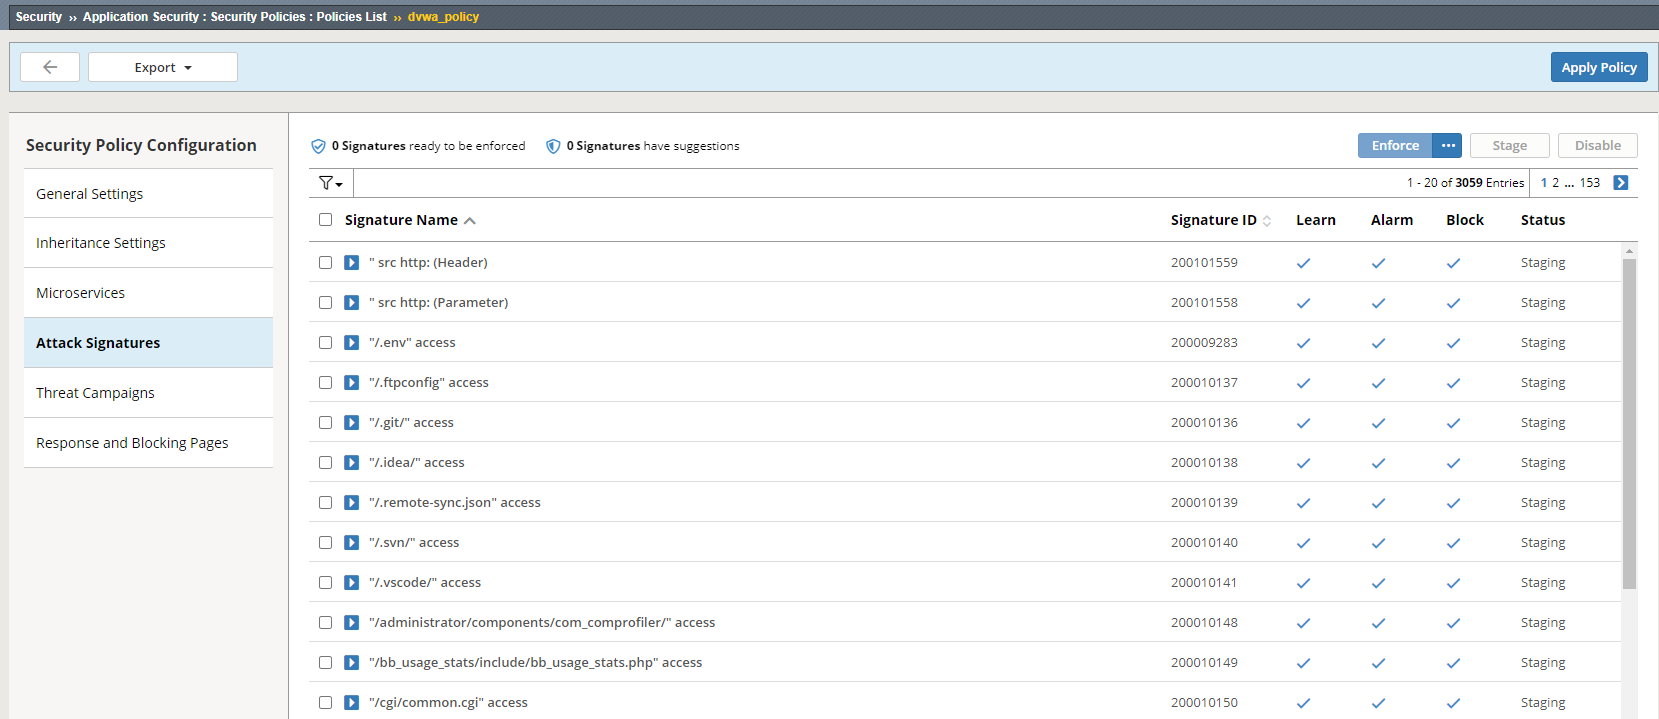 Security » Application Security : Security Policies : Policies List » dvwa_policy
Export
Apply Policy
Security Policy Configuration
General Settings
Inheritance Settings
Microservices
Attack Signatures
Threat Campaigns
Response and Blocking Pages
0 Signatures ready to be enforced 0 Signatures have suggestions
Enforce ... Stage Disable
1 - 20 of 3059 Entries 1 2 ... 153
Signature Name Signature ID Learn Alarm Block Status
" src http: (Header) 200101559 Staging
" src http: (Parameter) 200101558 Staging
"/.env" access 200009283 Staging
"/.ftpconfig" access 200010137 Staging
"/.git/" access 200010136 Staging
"/.idea/" access 200010138 Staging
"/.remote-sync.json" access 200010139 Staging
"/.svn/" access 200010140 Staging
"/.vscode/" access 200010141 Staging
"/administrator/components/com_comprofiler/" access 200010148 Staging
"/bb_usage_stats/include/bb_usage_stats.php" access 200010149 Staging
"/cgi/common.cgi" access 200010150 Staging